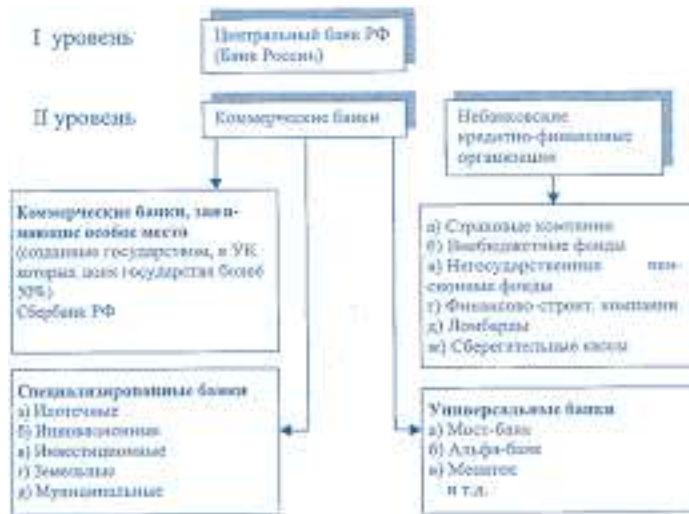 I уровень
Центральный банк РФ
(Банк России)
II уровень
Коммерческие банки
Небанковские
кредитно-финансовые
организации
Коммерческие банки, зани-
мающие особое место
(созданные государством, в УК
которых доля государства более
50%)
Сбербанк РФ
а) Страховые компании
б) Внебюджетные фонды
в) Негосударственные пен-
сионные фонды
г) Финансово-строит. компании
д) Ломбарды
ж) Сберегательные кассы
Специализированные банки
а) Ипотечные
б) Инновационные
в) Инвестиционные
г) Земельные
д) Муниципальные
Универсальные банки
а) Мост-банк
б) Альфа-банк
в) Менатеп
и т.д.